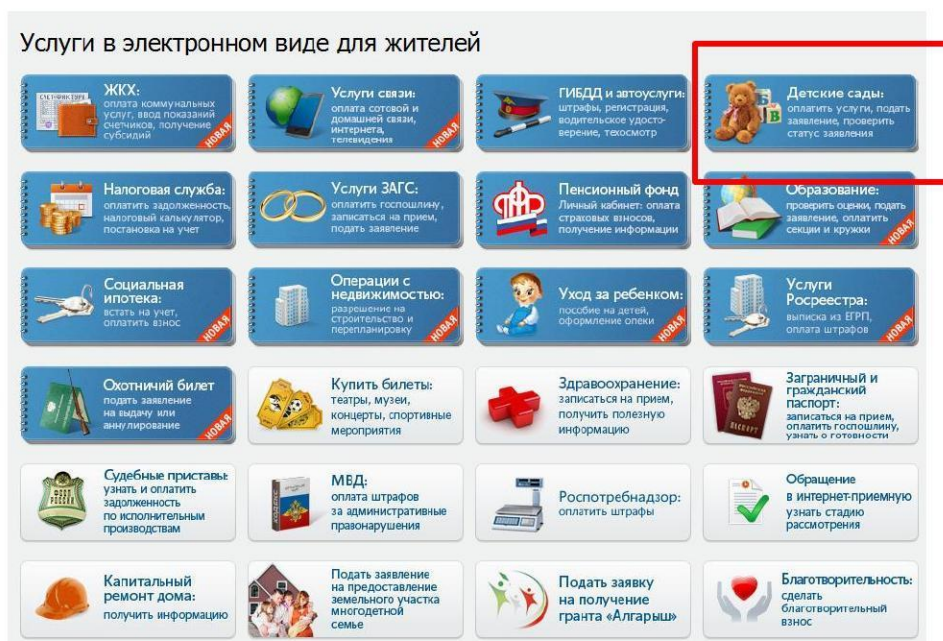 Услуги в электронном виде для жителей
ЖКХ:
оплата коммунальных
услуг, ввод показаний
счетчиков, получение
субсидий
НОВАЯ
Услуги связи:
оплата сотовой и
домашней связи,
интернета,
телевидения
НОВАЯ
ГИБДД и автоуслуги:
штрафы, регистрация,
водительское удосто-
верение, техосмотр
Детские сады:
оплатить услуги, подать
заявление, проверить
статус заявления
Налоговая служба:
оплатить задолженность,
налоговый калькулятор,
постановка на учет
Услуги ЗАГС:
оплатить госпошлину,
записаться на прием,
подать заявление
Пенсионный фонд
Личный кабинет: оплата
страховых взносов,
получение информации
Образование:
проверить оценки, подать
заявление, оплатить
секции и кружки
НОВАЯ
Социальная
ипотека:
встать на учет,
оплатить взнос
НОВАЯ
Операции с
недвижимостью:
разрешение на
строительство и
перепланировку
НОВАЯ
Уход за ребенком:
пособие на детей,
оформление опеки
НОВАЯ
Услуги
Росреестра:
выписка из ЕГРП,
оплата штрафов
НОВАЯ
Охотничий билет
подать заявление
на выдачу или
аннулирование
НОВАЯ
Купить билеты:
театры, музеи,
концерты, спортивные
мероприятия
Здравоохранение:
записаться на прием,
получить полезную
информацию
Заграничный и
гражданский
паспорт:
записаться на прием,
оплатить госпошлину,
узнать о готовности
ПАСПОРТ
Судебные приставы:
узнать и оплатить
задолженность
по исполнительным
производствам
ФССП
РОССИИ
МВД:
оплата штрафов
за административные
правонарушения
КОДЕКС
Роспотребнадзор:
оплатить штрафы
Обращение
в интернет-приемную
узнать стадию
рассмотрения
Капитальный
ремонт дома:
получить информацию
Подать заявление
на предоставление
земельного участка
многодетной
семье
Подать заявку
на получение
гранта «Алгарыш»
Благотворительность:
сделать
благотворительный
взнос